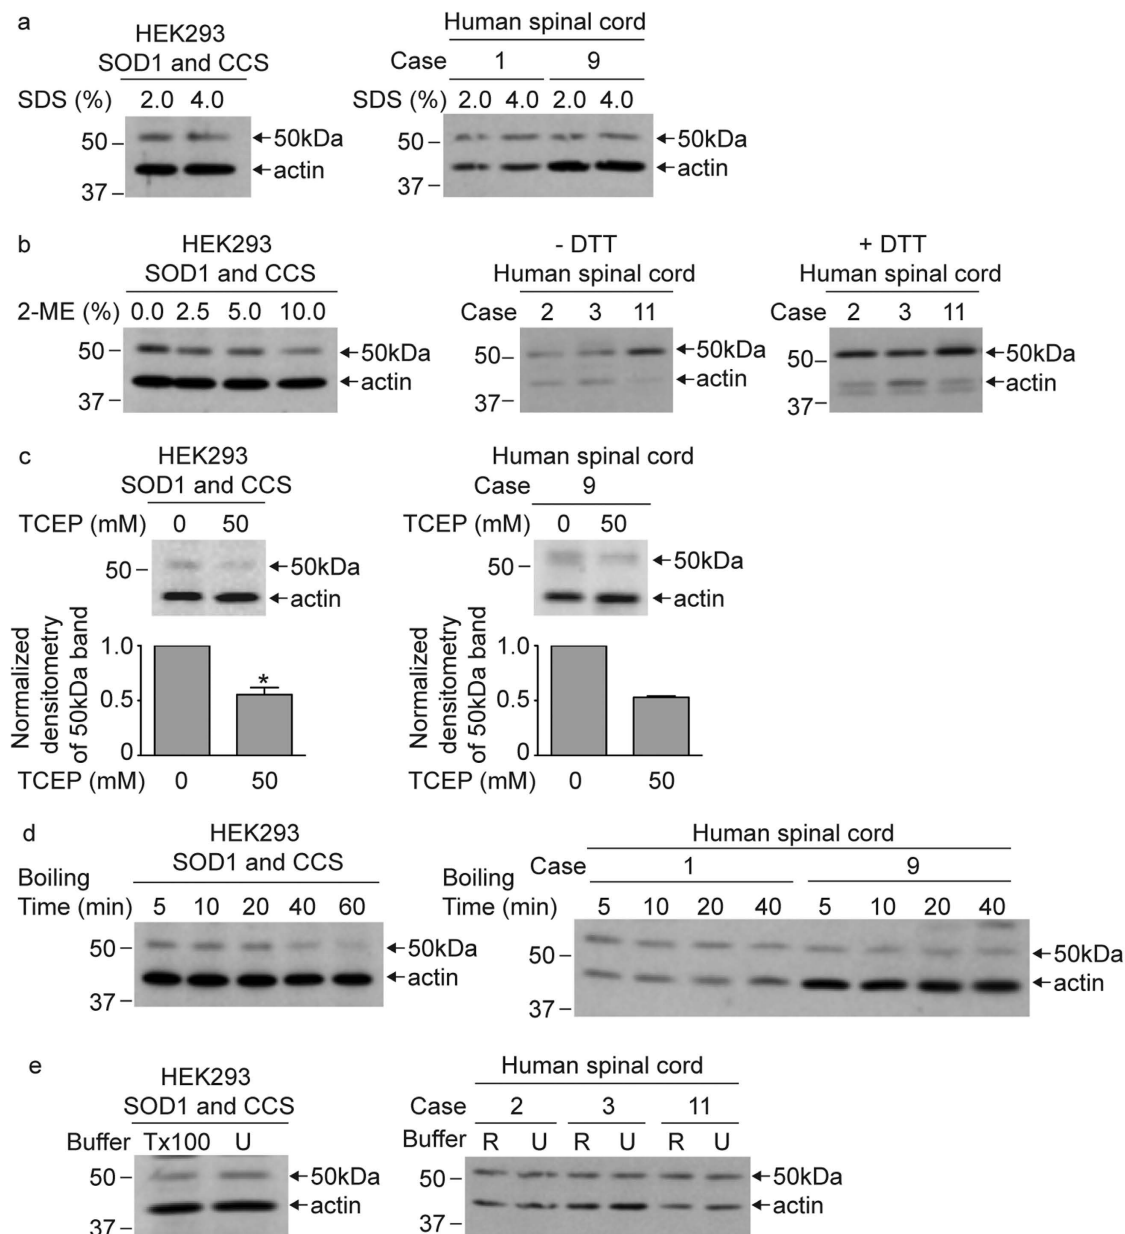 a
HEK293
SOD1 and CCS
SDS (%) 2.0 4.0
50
50kDa
actin
37
Human spinal cord
Case 1 9
SDS (%) 2.0 4.0 2.0 4.0
50
50kDa
actin
37
b
HEK293
SOD1 and CCS
2-ME (%) 0.0 2.5 5.0 10.0
50
50kDa
actin
37
- DTT
Human spinal cord
Case 2 3 11
50
50kDa
actin
37
+ DTT
Human spinal cord
Case 2 3 11
50
50kDa
actin
37
c
HEK293
SOD1 and CCS
TCEP (mM) 0 50
50
50kDa
actin
Normalized
densitometry
of 50kDa band
1.0
0.5
0
*
TCEP (mM) 0 50
Human spinal cord
Case 9
TCEP (mM) 0 50
50
50kDa
actin
Normalized
densitometry
of 50kDa band
1.0
0.5
0
TCEP (mM) 0 50
d
HEK293
SOD1 and CCS
Boiling
Time (min) 5 10 20 40 60
50
50kDa
actin
37
Human spinal cord
Case 1 9
Boiling
Time (min) 5 10 20 40 5 10 20 40
50
50kDa
actin
37
e
HEK293
SOD1 and CCS
Buffer Tx100 U
50
50kDa
actin
37
Human spinal cord
Case 2 3 11
Buffer R U R U R U
50
50kDa
actin
37